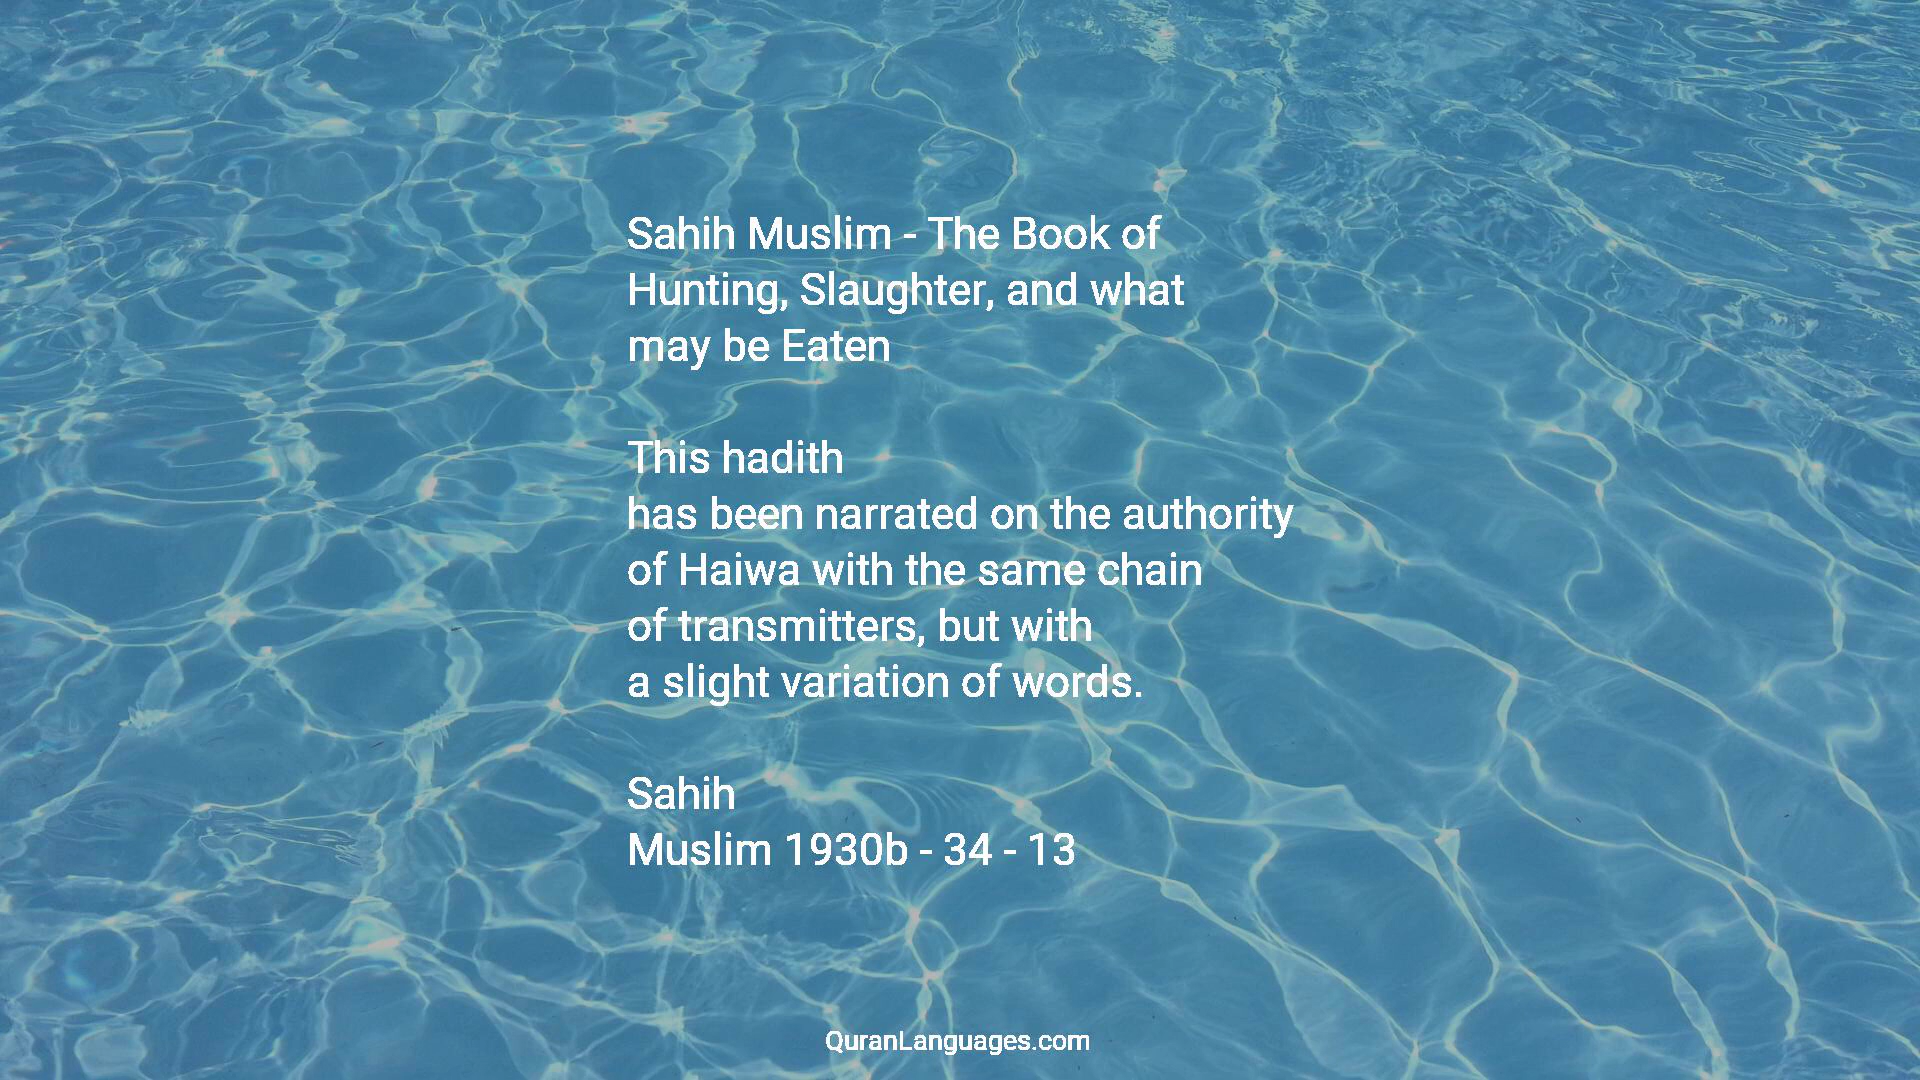 Sahih Muslim - The Book of
Hunting, Slaughter, and what
may be Eaten
This hadith
has been narrated on the authority
of Haiwa with the same chain
of transmitters, but with
a slight variation of words.
Sahih
Muslim 1930b - 34 - 13
QuranLanguages.com